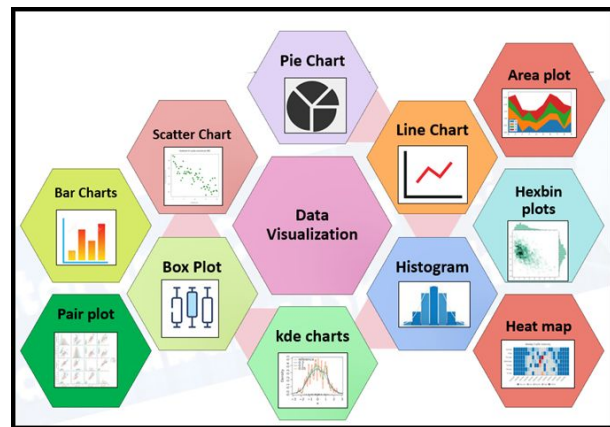 Pie Chart
Area plot
Scatter Chart
Line Chart
Bar Charts
Data
Visualization
Hexbin
plots
Box Plot
Histogram
Pair plot
kde charts
Heat map